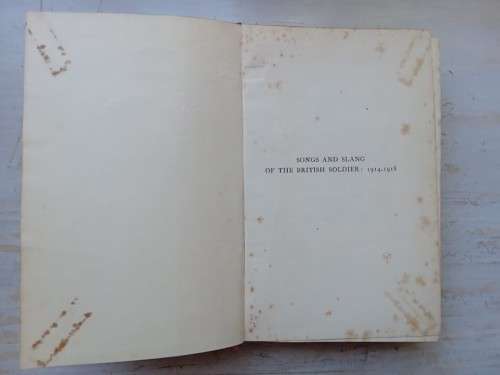 SONGS AND SLANG
OF THE BRITISH SOLDIER: 1914-1918